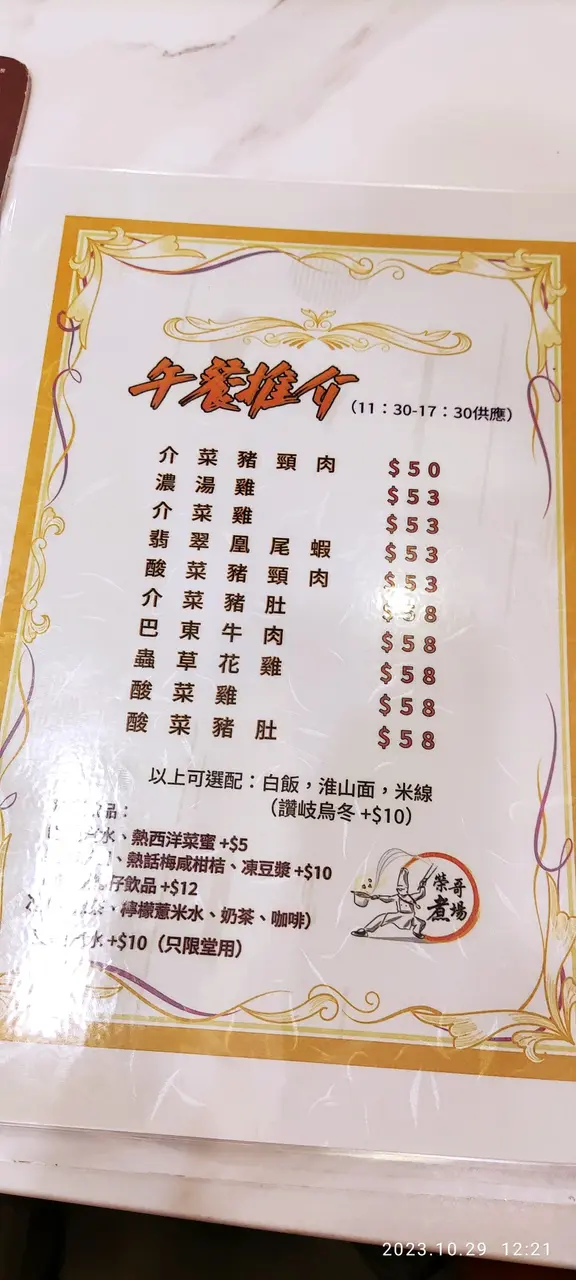 午餐推介 (11：30-17：30供應)
介菜豬頸肉 $50
濃湯雞 $53
介菜雞 $53
翡翠凰尾蝦 $53
酸菜豬頸肉 $53
介菜豬肚 $58
巴東牛肉 $58
蟲草花雞 $58
酸菜雞 $58
酸菜豬肚 $58
以上可選配：白飯，淮山面，米線
(讚岐烏冬 +$10)
品：
水、熱西洋菜蜜 +$5
、熱話梅咸柑桔、凍豆漿 +$10
仔飲品 +$12
、檸檬薏米水、奶茶、咖啡)
水 +$10 (只限堂用)
榮哥
煮場
2023.10.29 12:21